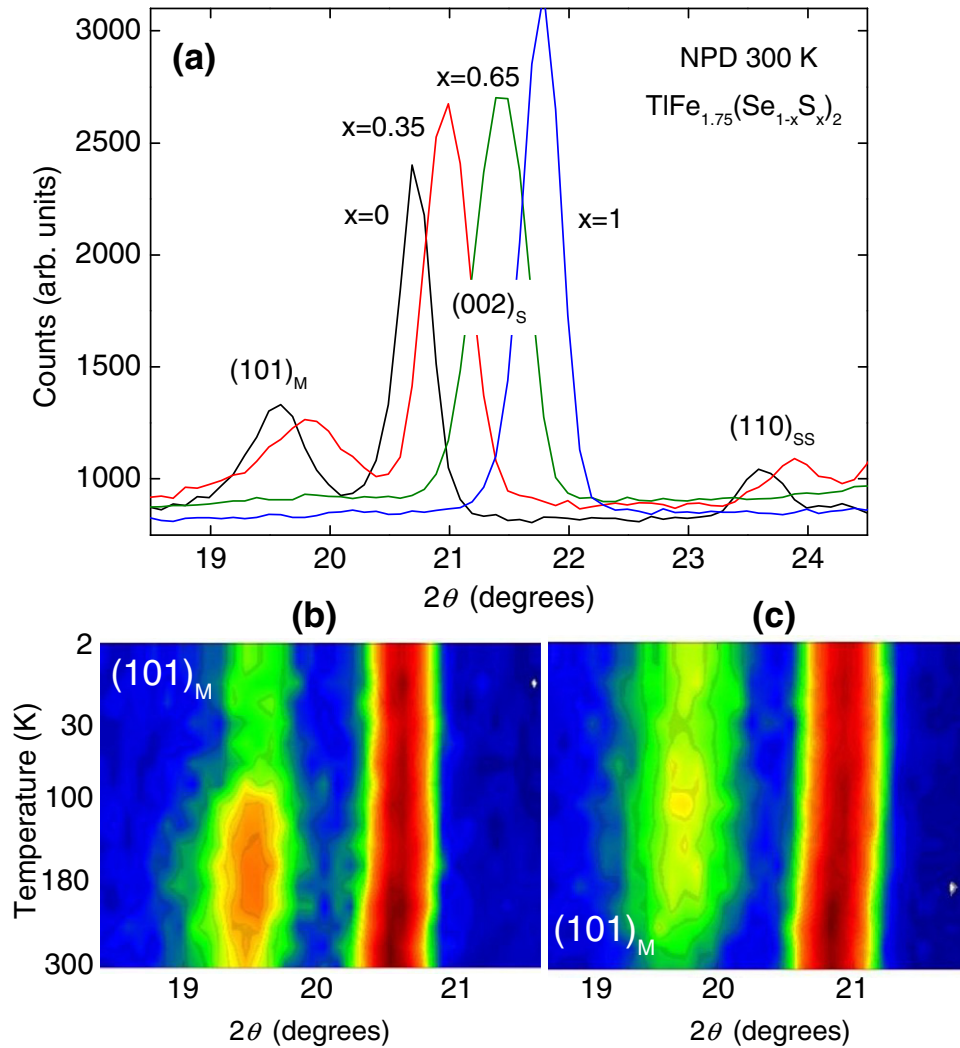 (a)
NPD 300 K
TlFe1.75(Se1-xSx)2
x=0.65
x=0.35
x=0
x=1
(002)S
(101)M
(110)SS
3000
2500
2000
1500
1000
Counts (arb. units)
19 20 21 22 23 24
2θ (degrees)
(b) (c)
(101)M
(101)M
2
30
100
180
300
Temperature (K)
19 20 21 19 20 21
2θ (degrees) 2θ (degrees)